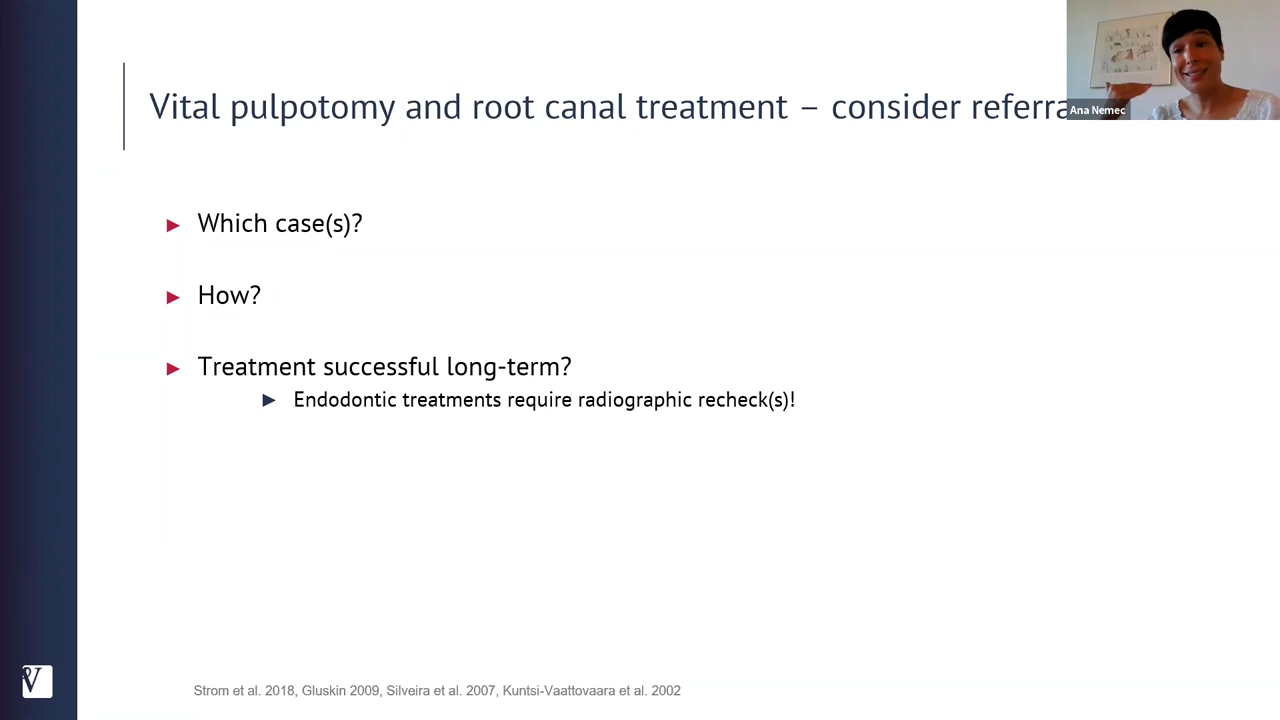 Vital pulpotomy and root canal treatment – consider referra
Ana Nemec
► Which case(s)?
► How?
► Treatment successful long-term?
► Endodontic treatments require radiographic recheck(s)!
&V
Strom et al. 2018, Gluskin 2009, Silveira et al. 2007, Kuntsi-Vaattovaara et al. 2002